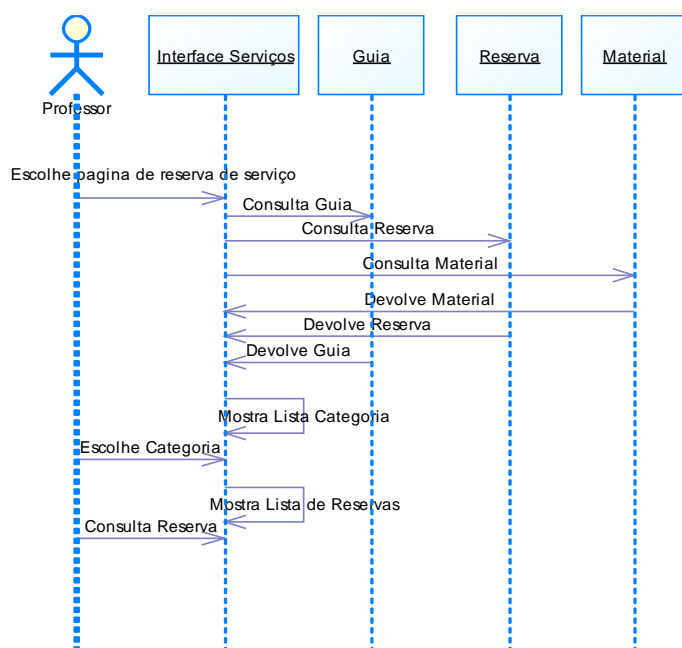 Interface Serviços
Guia
Reserva
Material
Professor
Escolhe pagina de reserva de serviço
Consulta Guia
Consulta Reserva
Consulta Material
Devolve Material
Devolve Reserva
Devolve Guia
Mostra Lista Categoria
Escolhe Categoria
Mostra Lista de Reservas
Consulta Reserva